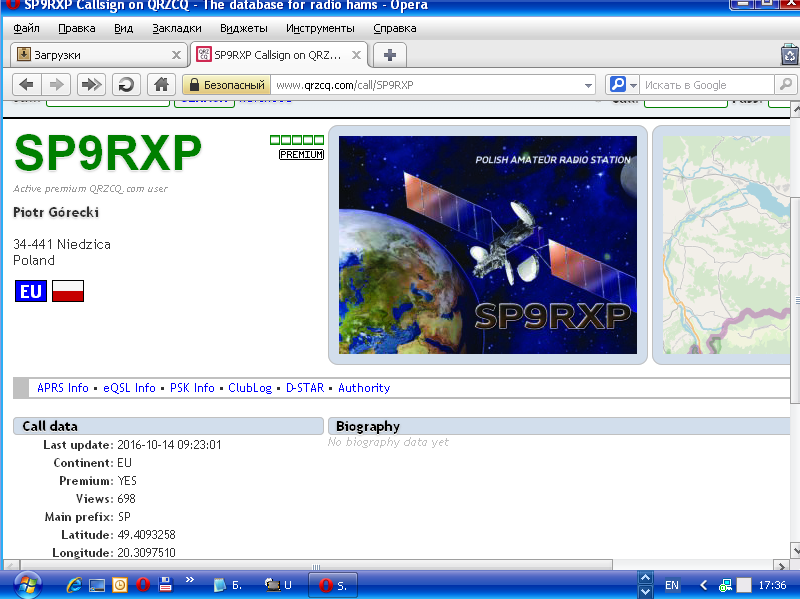 SP9RXP Callsign on QRZCQ - The database for radio hams - Opera
Файл Правка Вид Закладки Виджеты Инструменты Справка
Загрузки SP9RXP Callsign on QRZ...
Безопасный www.qrzcq.com/call/SP9RXP Искать в Google
SP9RXP
PREMIUM
Active premium QRZCQ.com user
Piotr Górecki
34-441 Niedzica
Poland
EU
POLISH AMATEUR RADIO STATION
SP9RXP
APRS Info • eQSL Info • PSK Info • ClubLog • D-STAR • Authority
Call data
Last update: 2016-10-14 09:23:01
Continent: EU
Premium: YES
Views: 698
Main prefix: SP
Latitude: 49.4093258
Longitude: 20.3097510
Biography
No biography data yet
Б. U S. EN 17:36